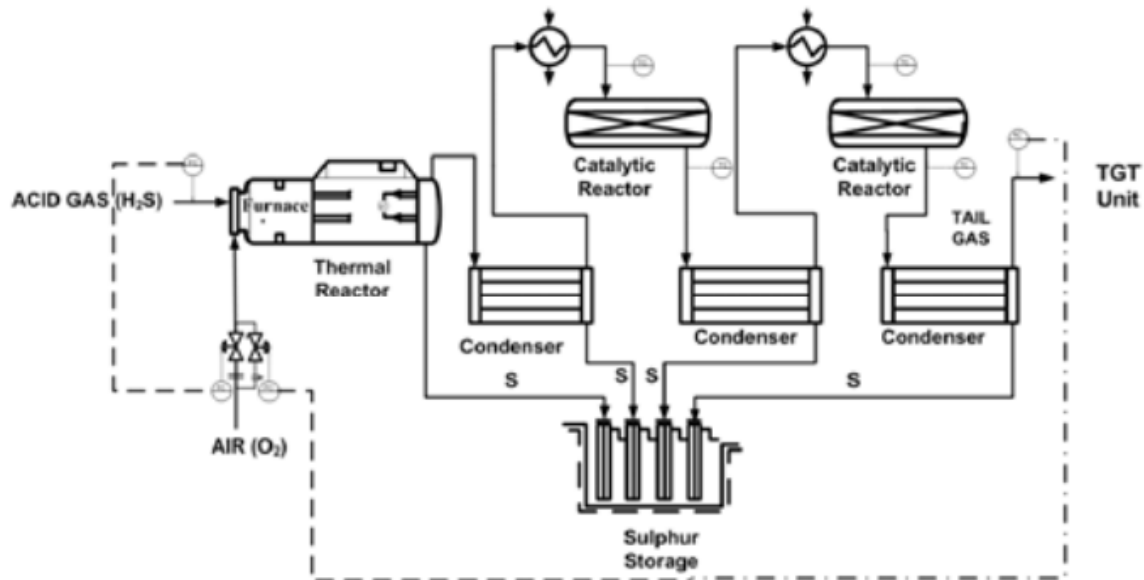 ACID GAS (H₂S)
Furnace
Thermal
Reactor
AIR (O₂)
Condenser
Catalytic
Reactor
Condenser
Catalytic
Reactor
Condenser
TAIL
GAS
TGT
Unit
S
S
S
S
Sulphur
Storage